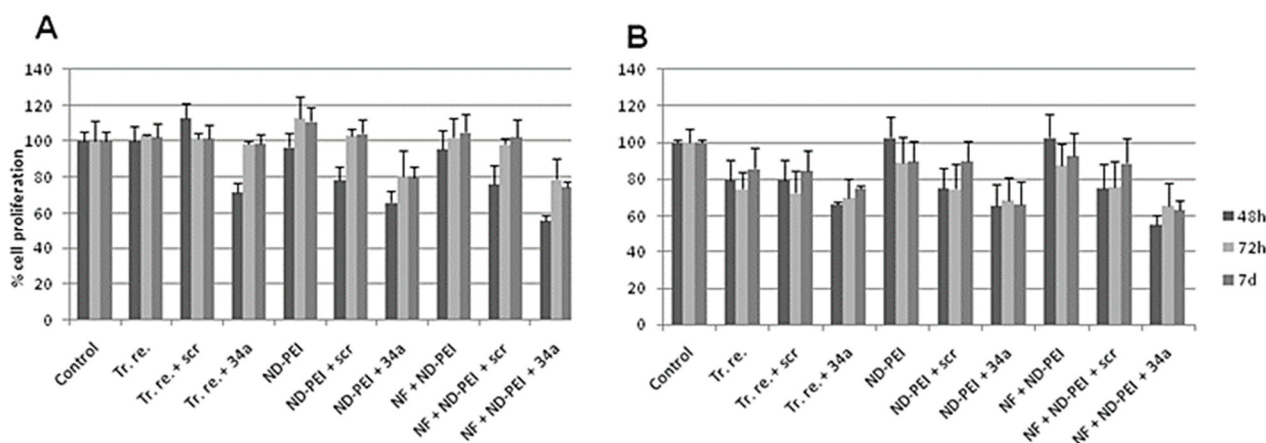 A
% cell proliferation
140
120
100
80
60
40
20
0
Control
Tr. re.
Tr. re. + scr
Tr. re. + 34a
ND-PEI
ND-PEI + scr
ND-PEI + 34a
NF + ND-PEI
NF + ND-PEI + scr
NF + ND-PEI + 34a
B
140
120
100
80
60
40
20
0
Control
Tr. re.
Tr. re. + scr
Tr. re. + 34a
ND-PEI
ND-PEI + scr
ND-PEI + 34a
NF + ND-PEI
NF + ND-PEI + scr
NF + ND-PEI + 34a
48h
72h
7d